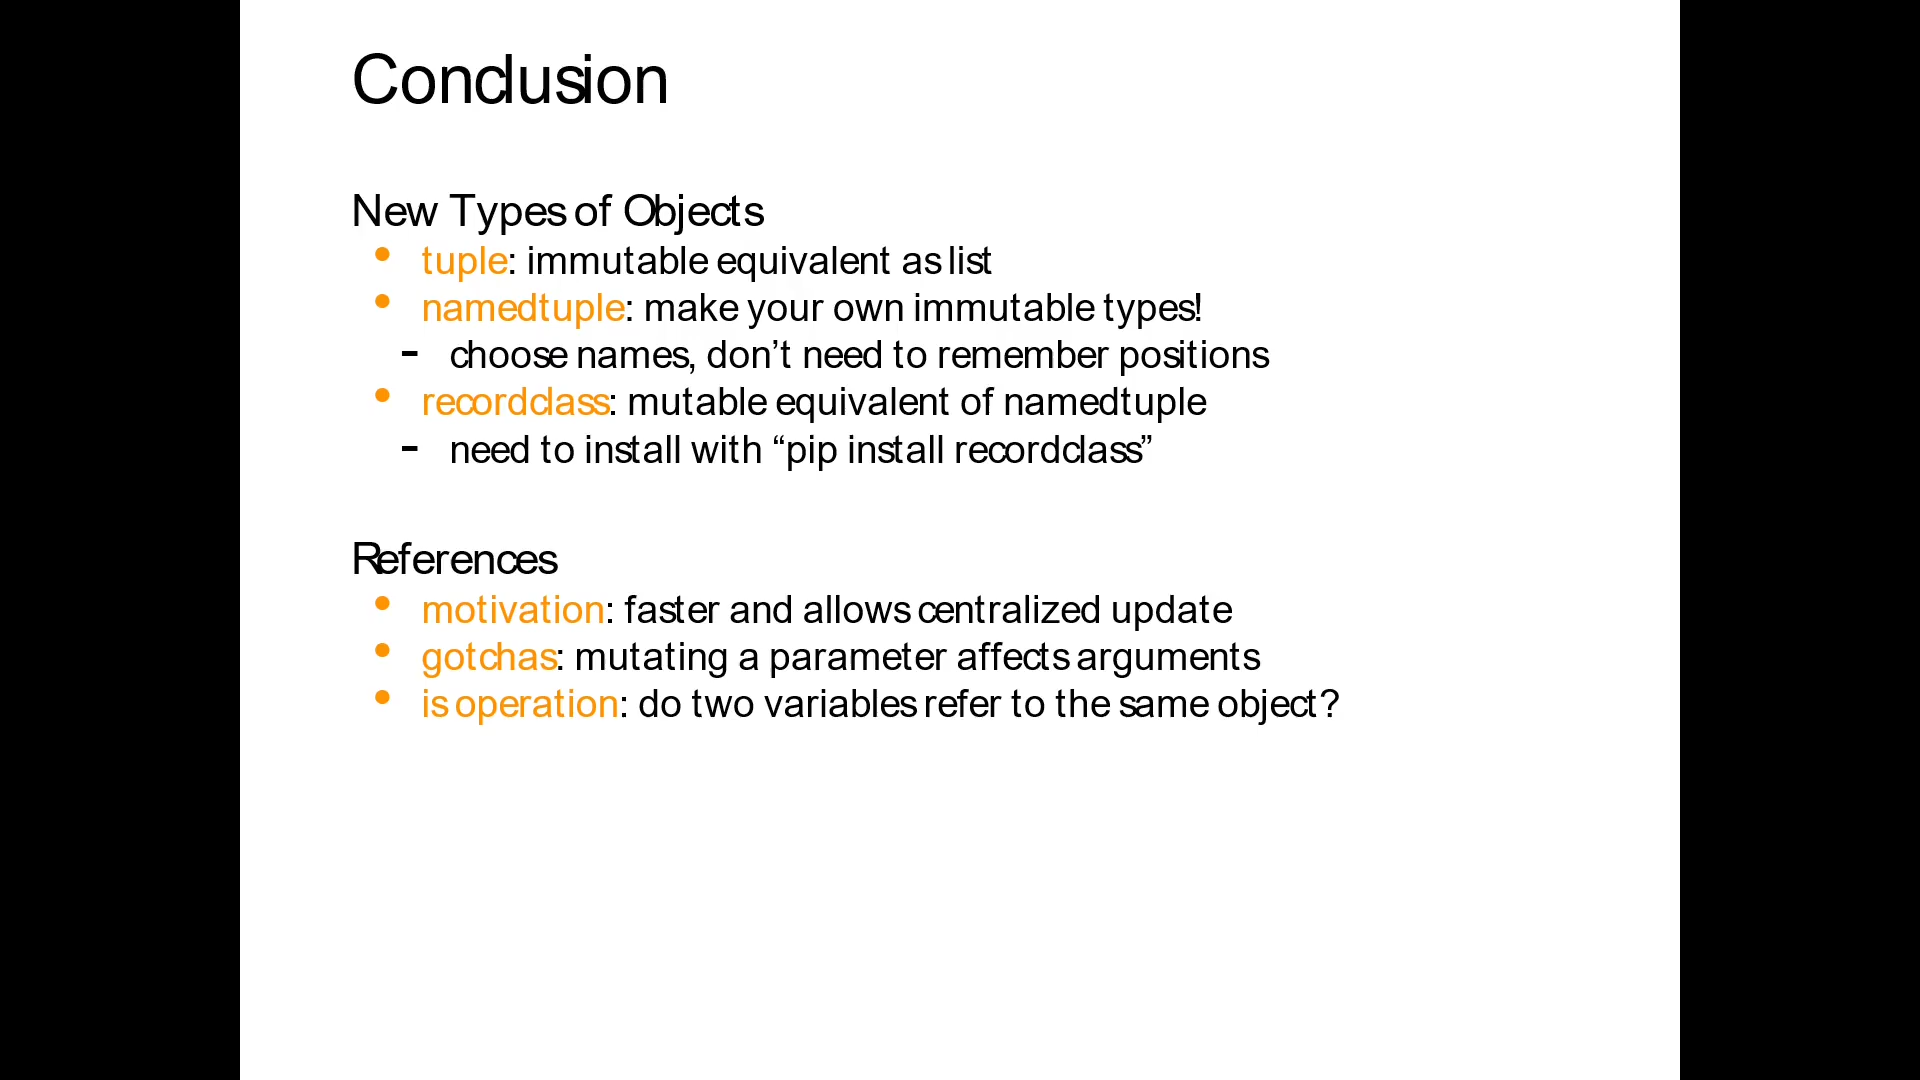 Conclusion
New Types of Objects
• tuple: immutable equivalent as list
• namedtuple: make your own immutable types!
- choose names, don’t need to remember positions
• recordclass: mutable equivalent of namedtuple
- need to install with “pip install recordclass”
References
• motivation: faster and allows centralized update
• gotchas: mutating a parameter affects arguments
• is operation: do two variables refer to the same object?